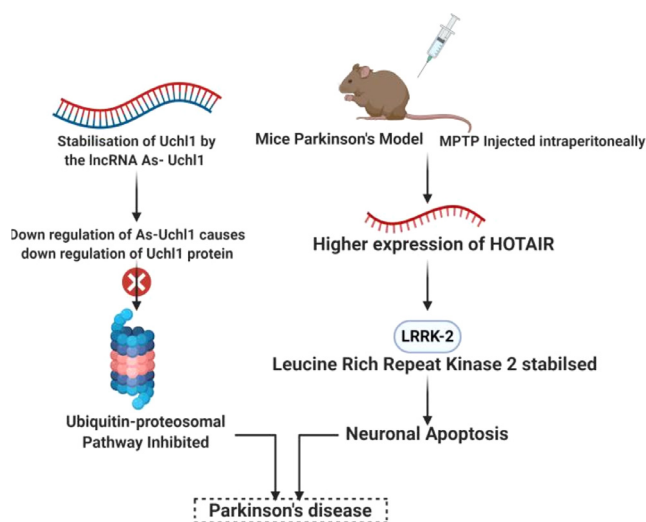 Stabilisation of Uchl1 by
the lncRNA As- Uchl1
Down regulation of As-Uchl1 causes
down regulation of Uchl1 protein
Ubiquitin-proteosomal
Pathway Inhibited
Mice Parkinson's Model
MPTP Injected intraperitoneally
Higher expression of HOTAIR
LRRK-2
Leucine Rich Repeat Kinase 2 stabilsed
Neuronal Apoptosis
Parkinson's disease